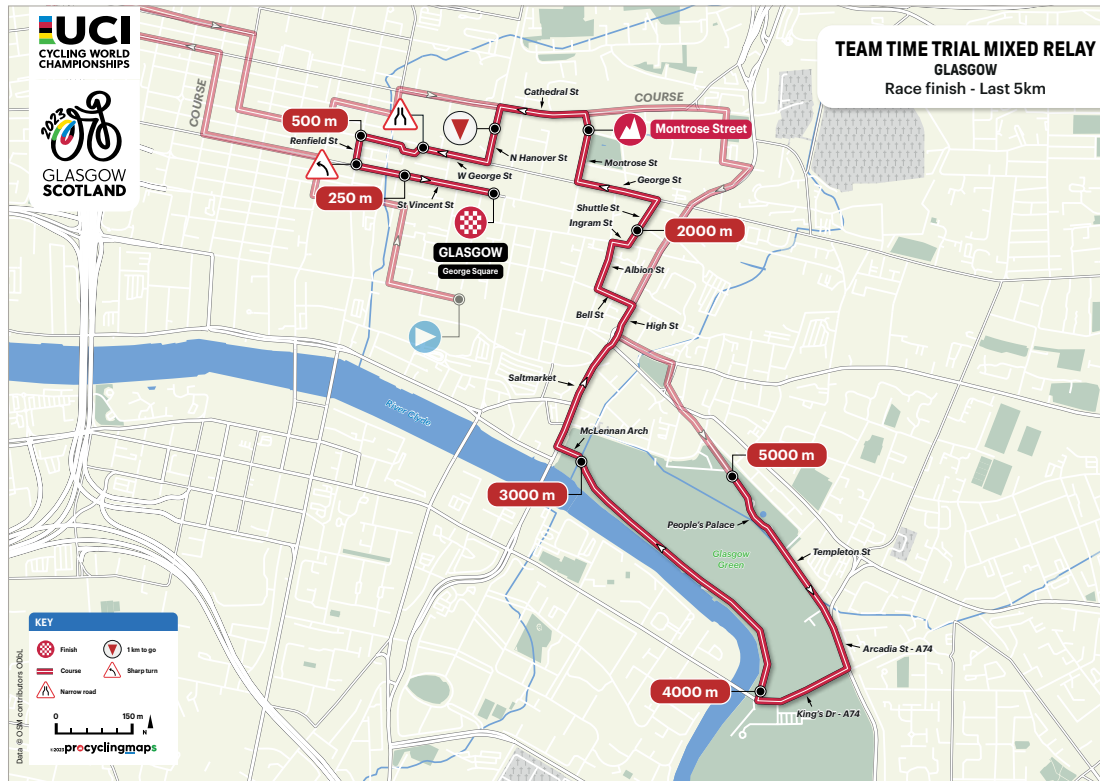 UCI
CYCLING WORLD
CHAMPIONSHIPS
2023
GLASGOW
SCOTLAND
TEAM TIME TRIAL MIXED RELAY
GLASGOW
Race finish - Last 5km
COURSE
COURSE
Cathedral St
500 m
Renfield St
N Hanover St
W George St
Montrose Street
Montrose St
George St
250 m
St Vincent St
Shuttle St
Ingram St
2000 m
GLASGOW
George Square
Albion St
Bell St
High St
Saltmarket
River Clyde
McLennan Arch
5000 m
3000 m
People's Palace
Glasgow
Green
Templeton St
Arcadia St - A74
4000 m
King's Dr - A74
KEY
Finish
1 km to go
Course
Sharp turn
Narrow road
0
150 m
N
©2023 procyclingmaps
Data © OSM contributors ODbL